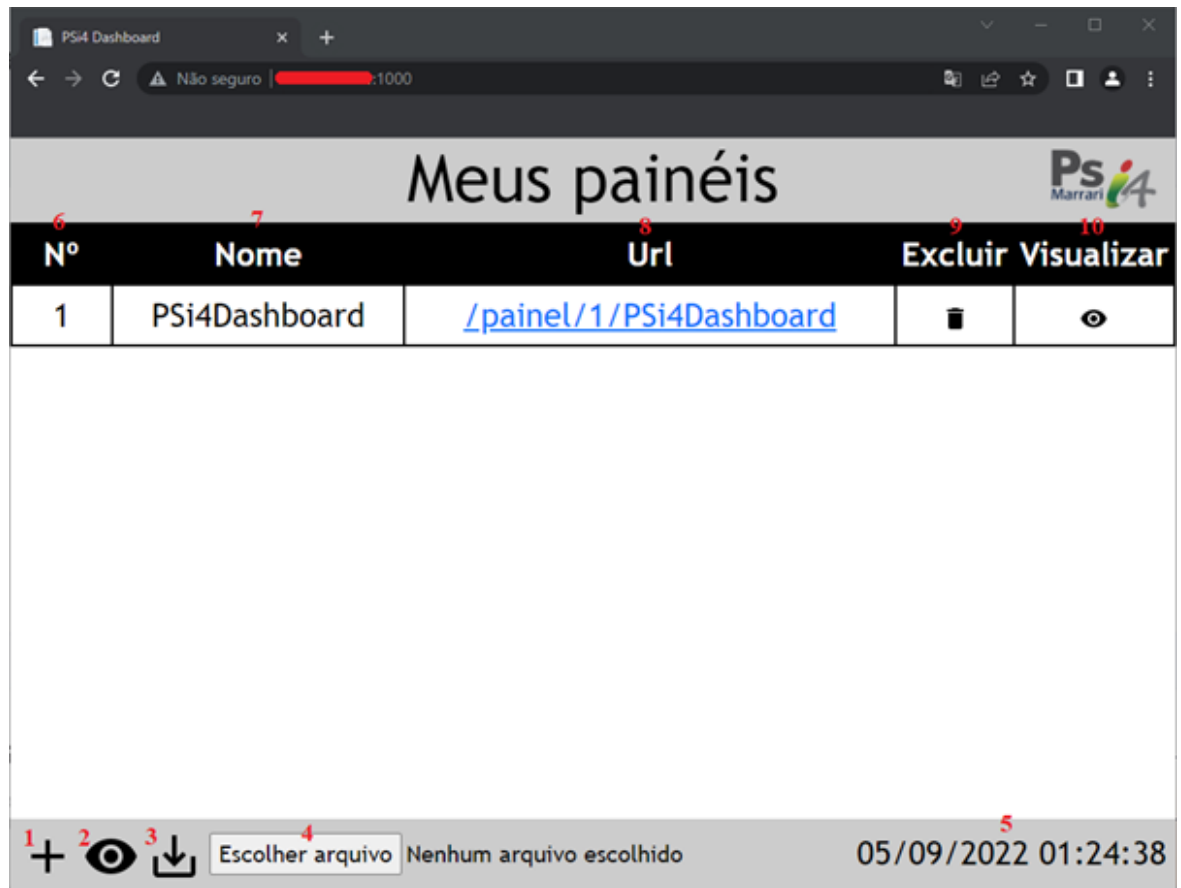 PSi4 Dashboard
Não seguro | :1000
Meus painéis
Ps i4
Marrari
6 7 8 9 10
Nº Nome Url Excluir Visualizar
1 PSi4Dashboard /painel/1/PSi4Dashboard
1 2 3 4 5
Escolher arquivo Nenhum arquivo escolhido 05/09/2022 01:24:38